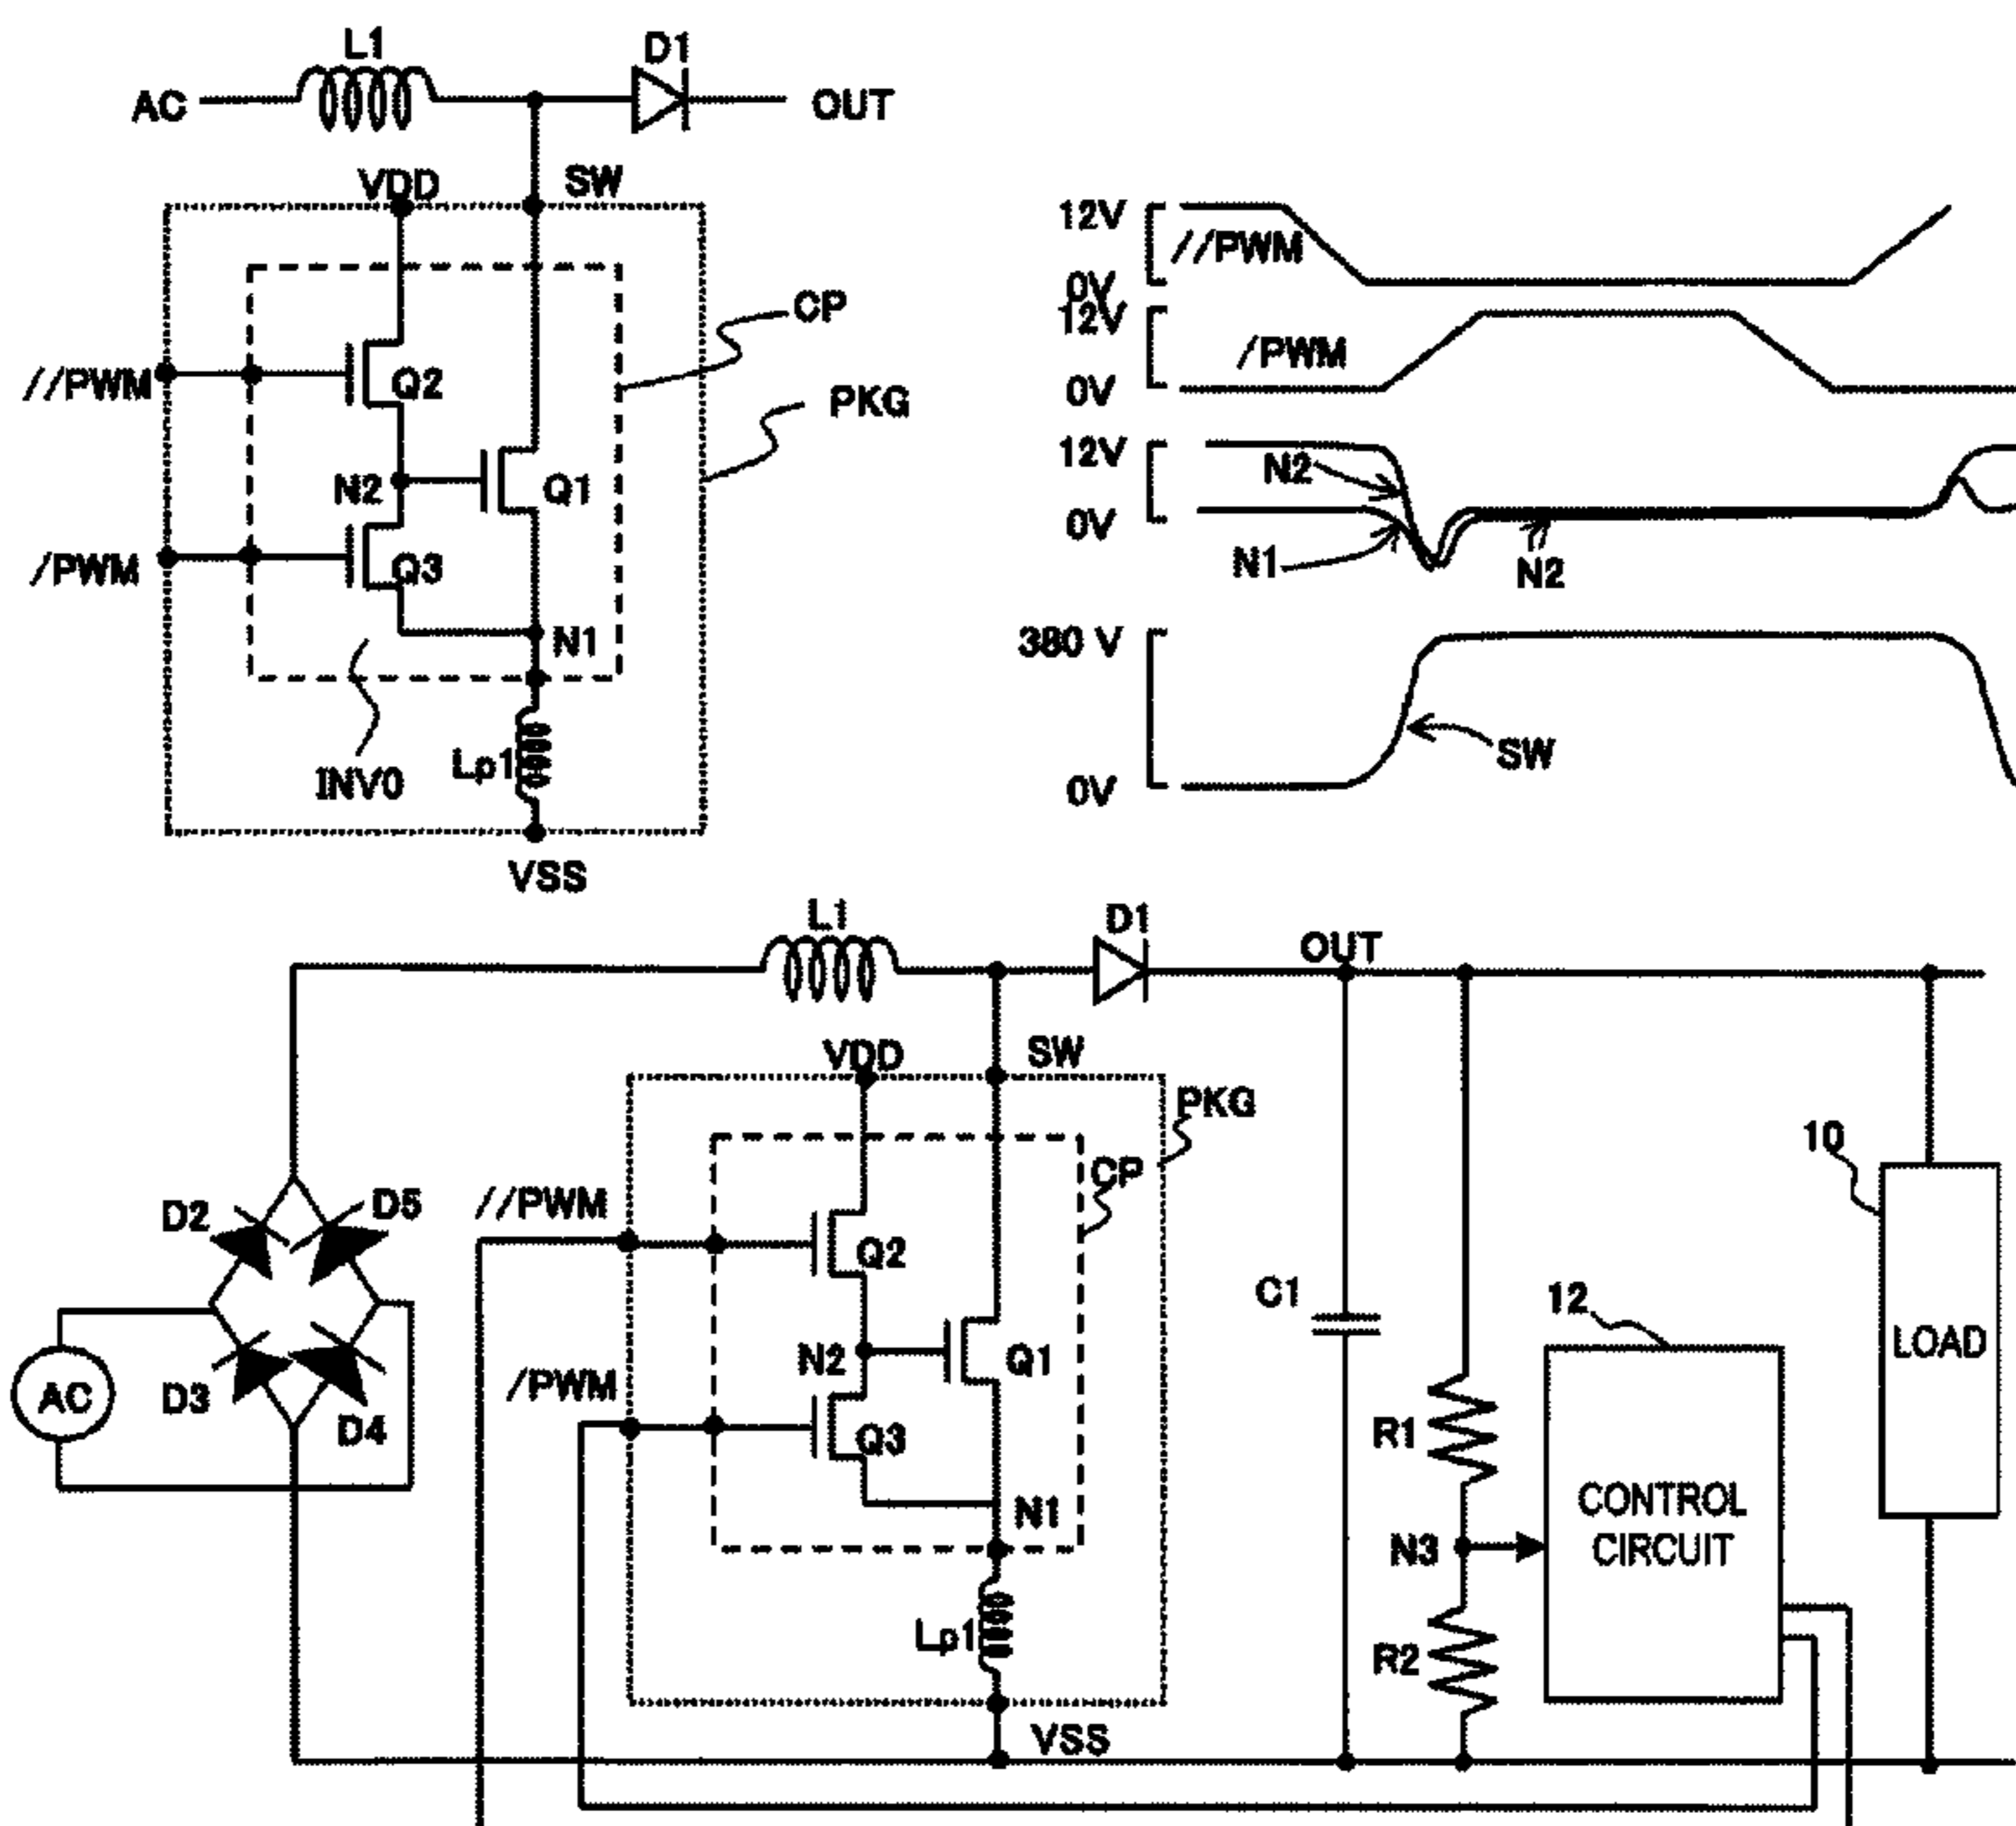 L1
D1
AC
OUT
VDD
SW
//PWM
Q2
CP
PKG
N2
Q1
/PWM
Q3
N1
INV0
Lp1
VSS
12V
//PWM
0V
12V
/PWM
0V
12V
N2
0V
N1
N2
380 V
SW
0V
L1
D1
OUT
VDD
SW
PKG
CP
10
D2
D5
//PWM
Q2
C1
12
LOAD
AC
D3
D4
/PWM
N2
Q1
Q3
R1
N1
N3
CONTROL
CIRCUIT
Lp1
R2
VSS